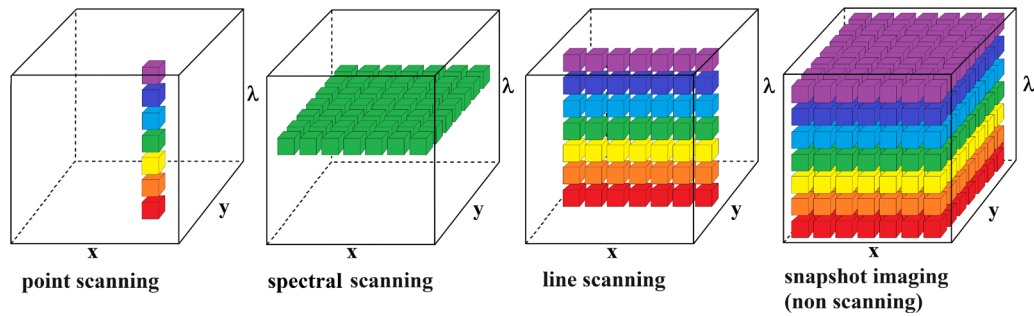 λ
y
x
point scanning
λ
y
x
spectral scanning
λ
y
x
line scanning
λ
y
x
snapshot imaging
(non scanning)